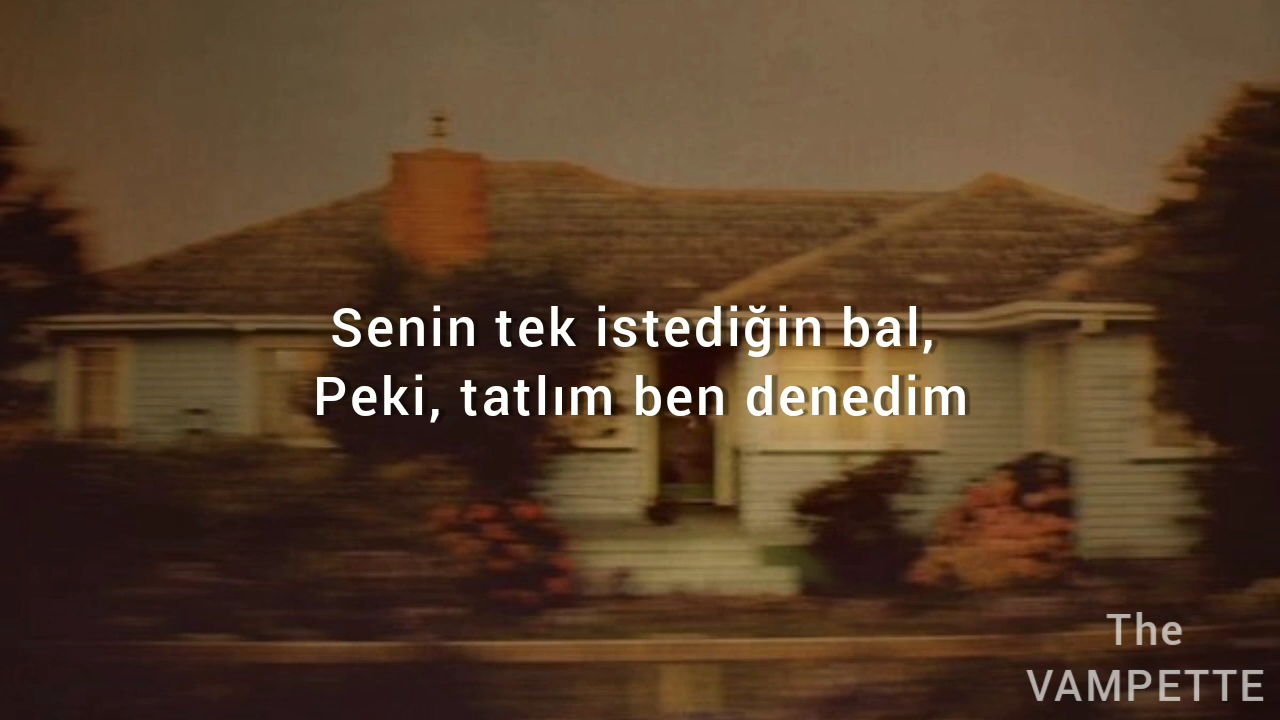 Senin tek istediğin bal,
Peki, tatlım ben denedim
The
VAMPETTE